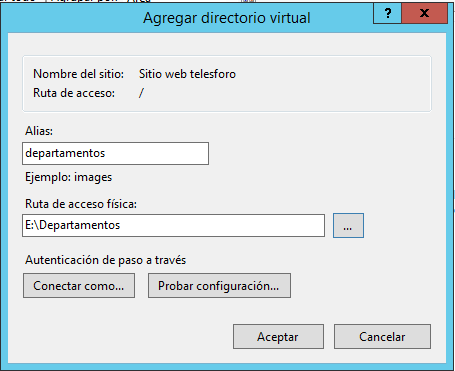 Agregar directorio virtual
? x
Nombre del sitio: Sitio web telesforo
Ruta de acceso: /
Alias:
departamentos
Ejemplo: images
Ruta de acceso física:
E:\Departamentos
...
Autenticación de paso a través
Conectar como... Probar configuración...
Aceptar Cancelar